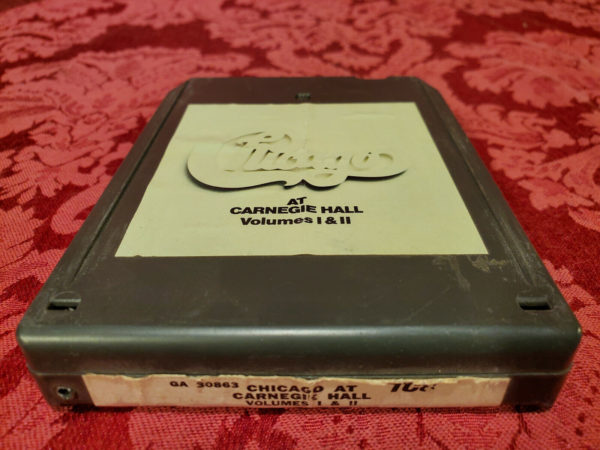 Chicago
AT
CARNEGIE HALL
Volumes I & II
GA 30863 CHICAGO AT
CARNEGIE HALL
VOLUMES I & II